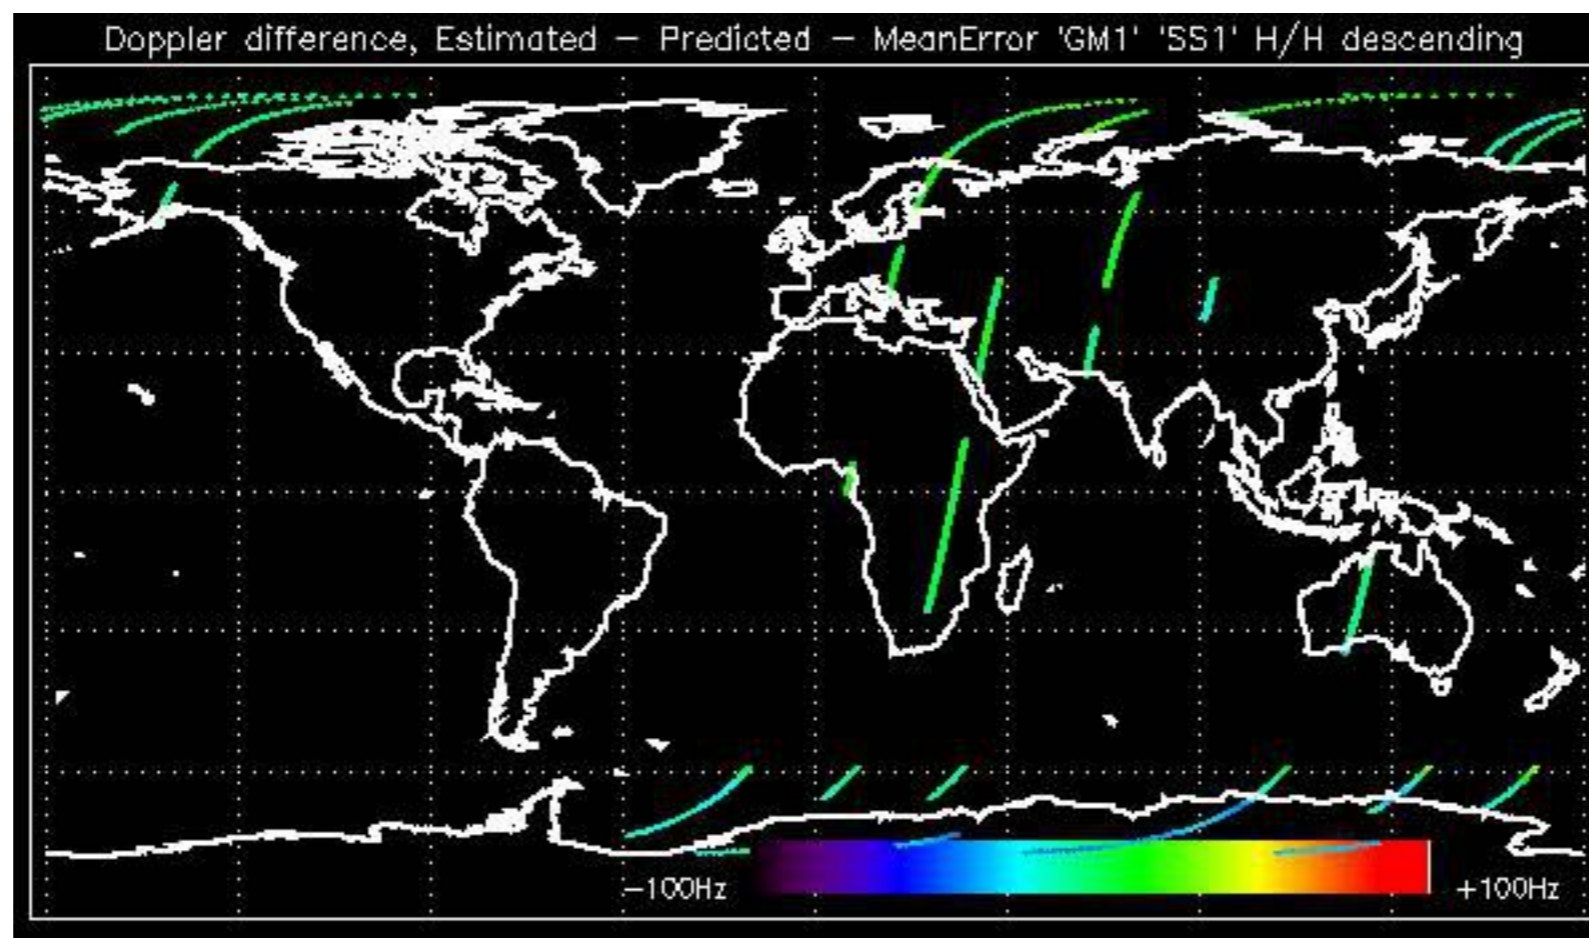 Doppler difference, Estimated - Predicted - MeanError 'GM1' 'SS1' H/H descending
-100Hz
+100Hz